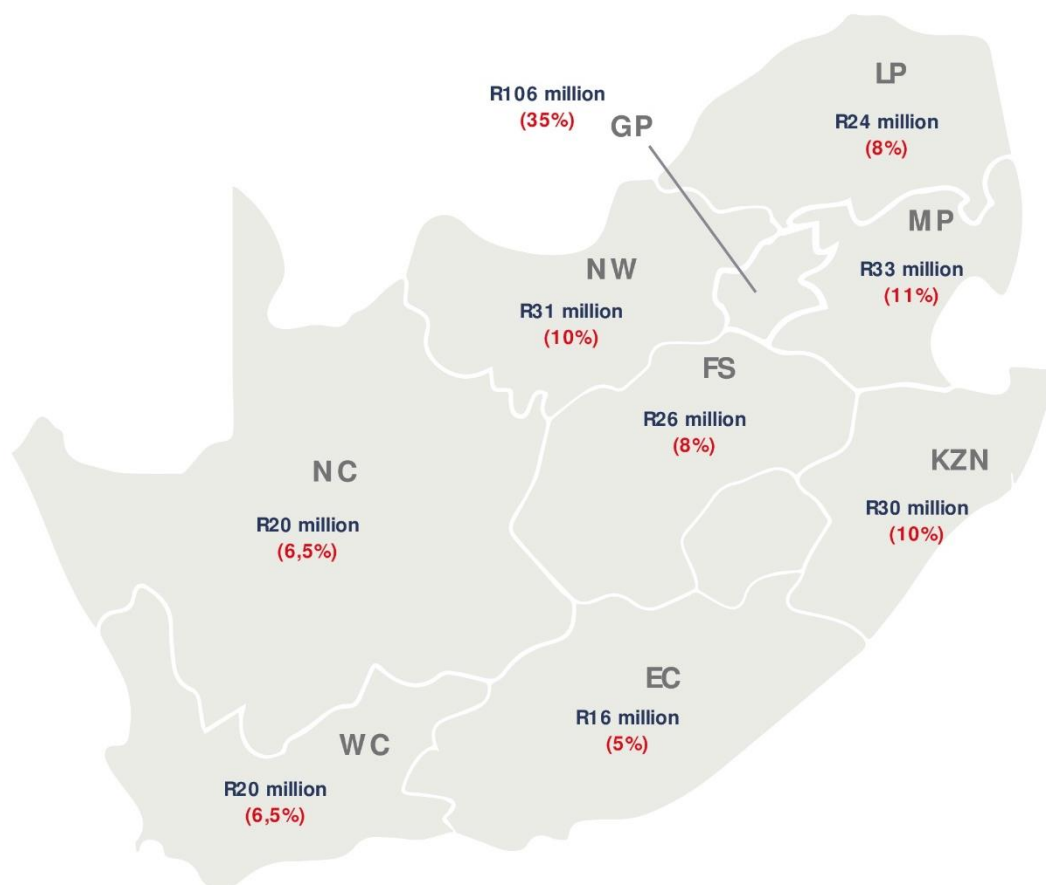 LP
R24 million
(8%)
R106 million
(35%)
GP
MP
R33 million
(11%)
NW
R31 million
(10%)
FS
R26 million
(8%)
KZN
R30 million
(10%)
NC
R20 million
(6,5%)
EC
R16 million
(5%)
WC
R20 million
(6,5%)